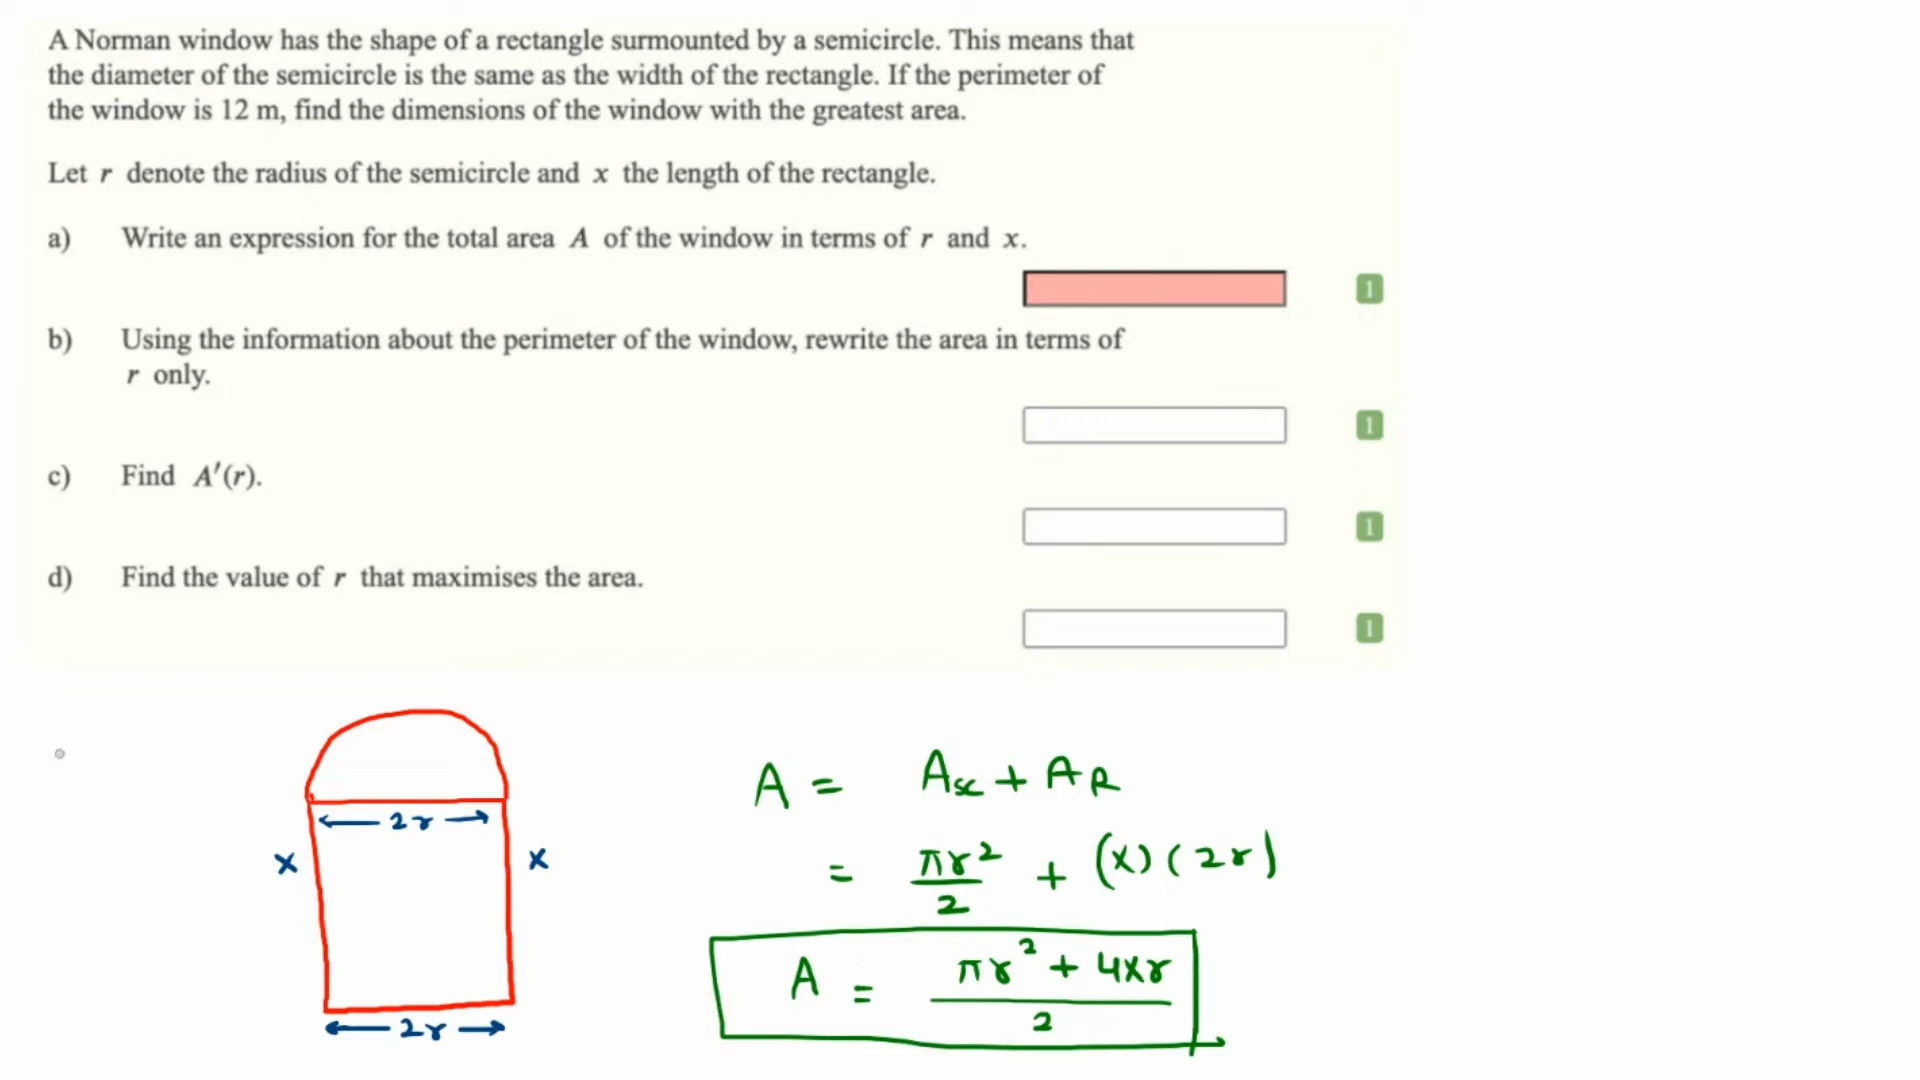 A Norman window has the shape of a rectangle surmounted by a semicircle. This means that
the diameter of the semicircle is the same as the width of the rectangle. If the perimeter of
the window is 12 m, find the dimensions of the window with the greatest area.
Let r denote the radius of the semicircle and x the length of the rectangle.
a) Write an expression for the total area A of the window in terms of r and x.
1
b) Using the information about the perimeter of the window, rewrite the area in terms of
r only.
1
c) Find A′(r).
1
d) Find the value of r that maximises the area.
1
2r
x
x
2r
A = Asc + AR
= πr²/2 + (x)(2r)
A = πr² + 4xr / 2